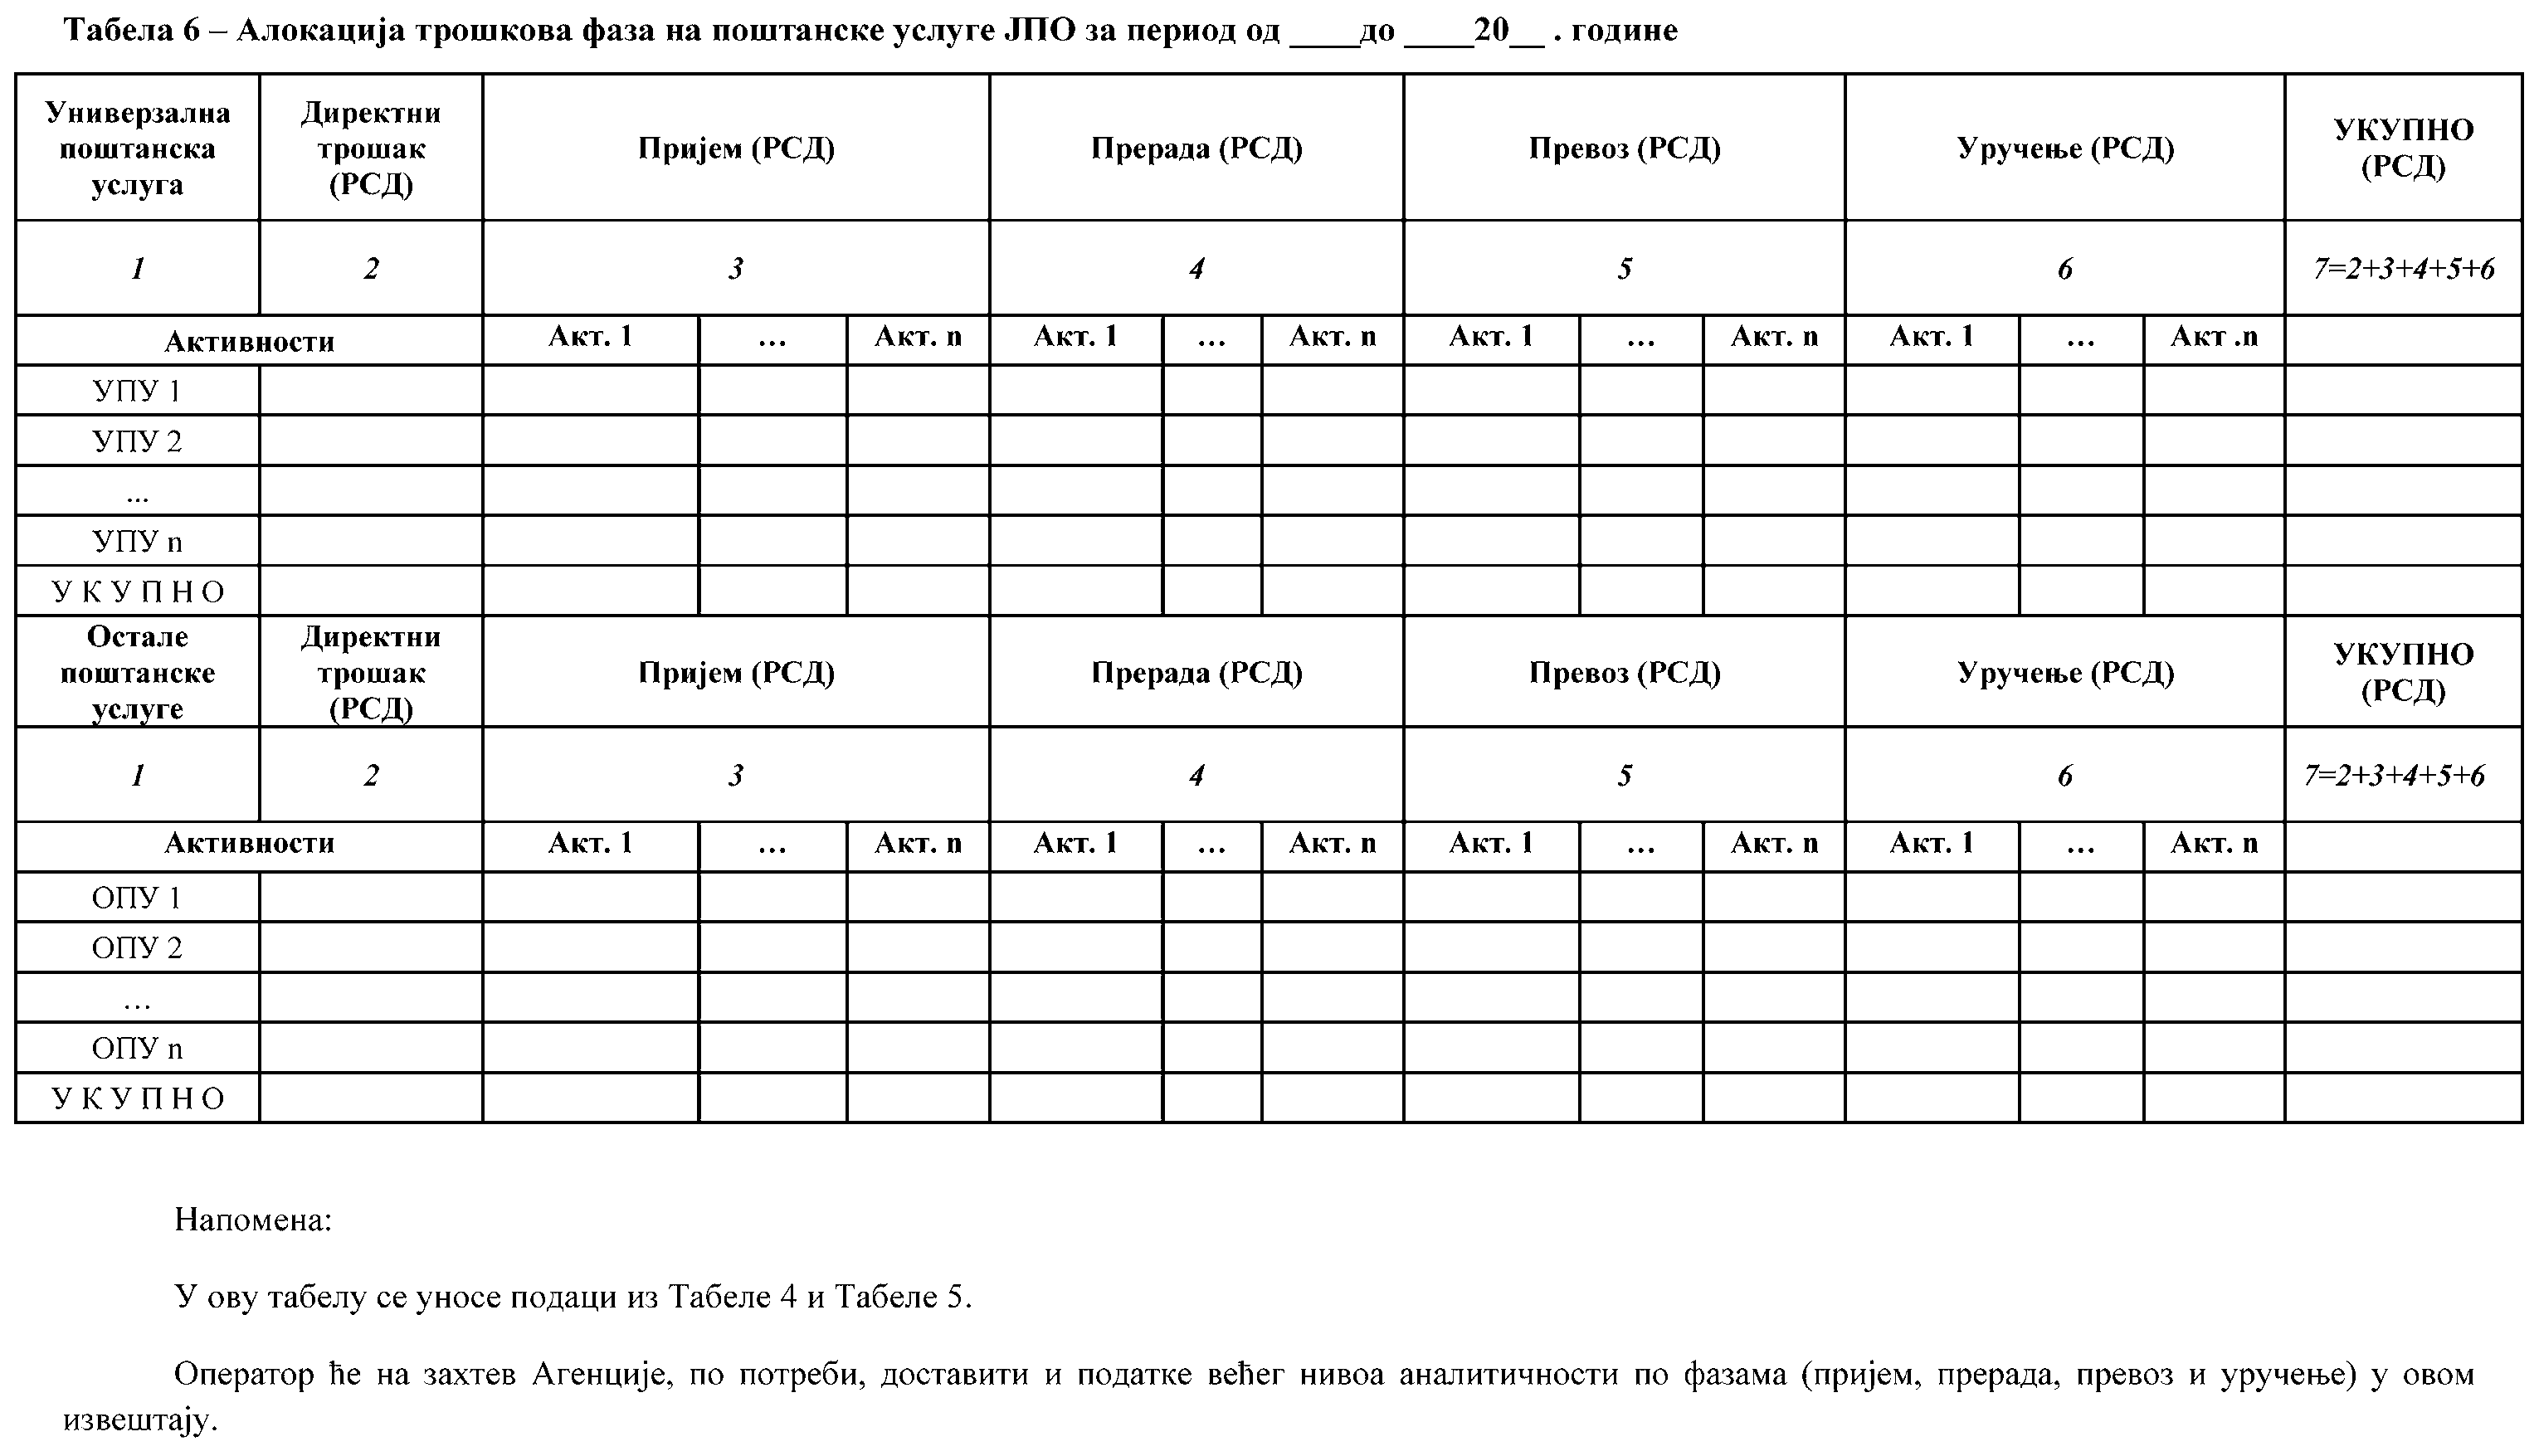 Табела 6 – Алокација трошкова фаза на поштанске услуге ЈПО за период од ____до ____20__ . године
Универзална поштанска услуга Директни трошак (РСД) Пријем (РСД) Прерада (РСД) Превоз (РСД) Уручење (РСД) УКУПНО (РСД)
1 2 3 4 5 6 7=2+3+4+5+6
Активности Акт. 1 … Акт. n Акт. 1 … Акт. n Акт. 1 … Акт. n Акт. 1 … Акт .n
УПУ 1
УПУ 2
...
УПУ n
У К У П Н О
Остале поштанске услуге Директни трошак (РСД) Пријем (РСД) Прерада (РСД) Превоз (РСД) Уручење (РСД) УКУПНО (РСД)
1 2 3 4 5 6 7=2+3+4+5+6
Активности Акт. 1 … Акт. n Акт. 1 … Акт. n Акт. 1 … Акт. n Акт. 1 … Акт. n
ОПУ 1
ОПУ 2
…
ОПУ n
У К У П Н О
Напомена:
У ову табелу се уносе подаци из Табеле 4 и Табеле 5.
Оператор ће на захтев Агенције, по потреби, доставити и податке већег нивоа аналитичности по фазама (пријем, прерада, превоз и уручење) у овом
извештају.